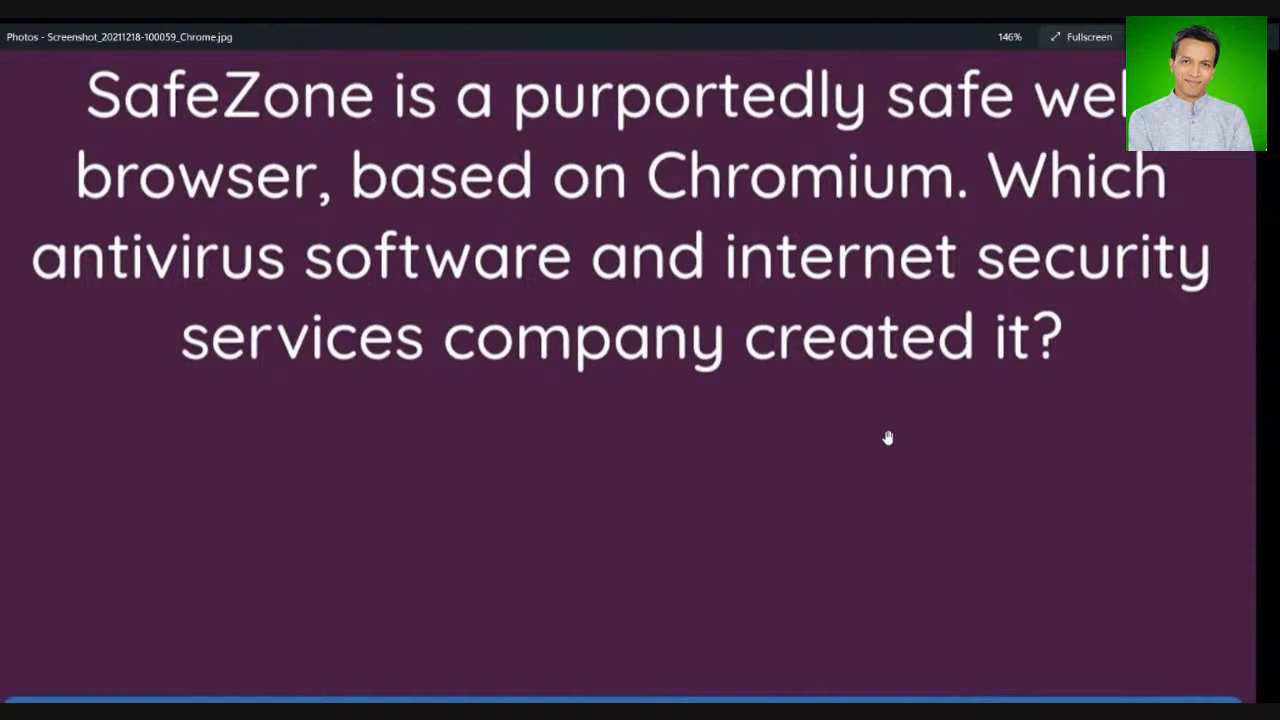 Photos - Screenshot_20211218-100059_Chrome.jpg
146%
Fullscreen
SafeZone is a purportedly safe
browser, based on Chromium. Which
antivirus software and internet security
services company created it?